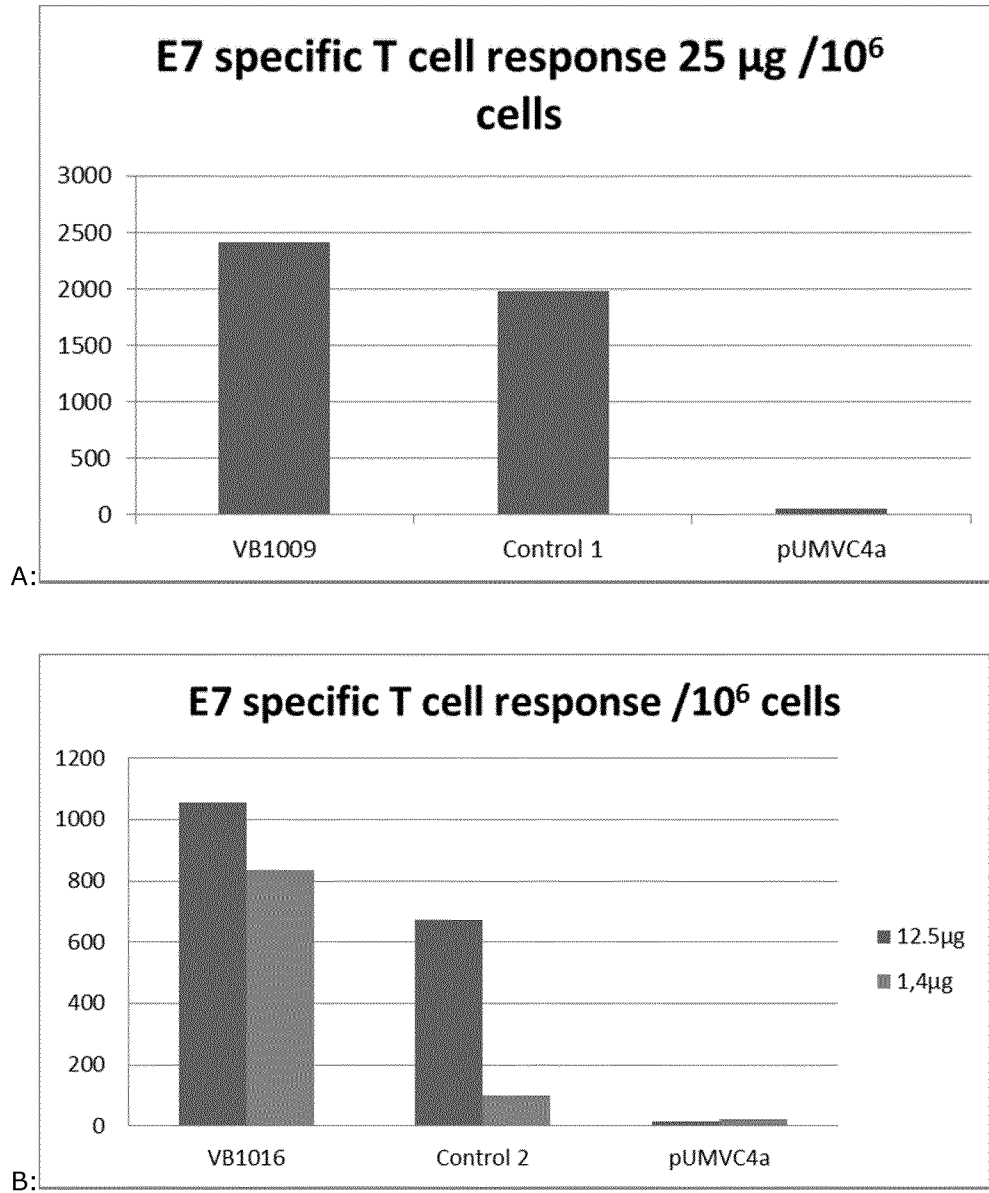 E7 specific T cell response 25 µg /10⁶
cells
3000
2500
2000
1500
1000
500
0
VB1009 Control 1 pUMVC4a
A:
E7 specific T cell response /10⁶ cells
1200
1000
800
600
400
200
0
VB1016 Control 2 pUMVC4a
12.5µg
1,4µg
B: